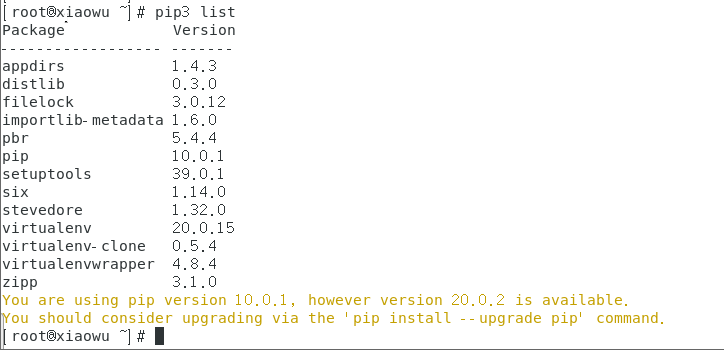 [root@xiaowu ~]# pip3 list
Package Version
------------------ -------
appdirs 1.4.3
distlib 0.3.0
filelock 3.0.12
importlib-metadata 1.6.0
pbr 5.4.4
pip 10.0.1
setuptools 39.0.1
six 1.14.0
stevedore 1.32.0
virtualenv 20.0.15
virtualenv-clone 0.5.4
virtualenvwrapper 4.8.4
zipp 3.1.0
You are using pip version 10.0.1, however version 20.0.2 is available.
You should consider upgrading via the 'pip install --upgrade pip' command.
[root@xiaowu ~]#